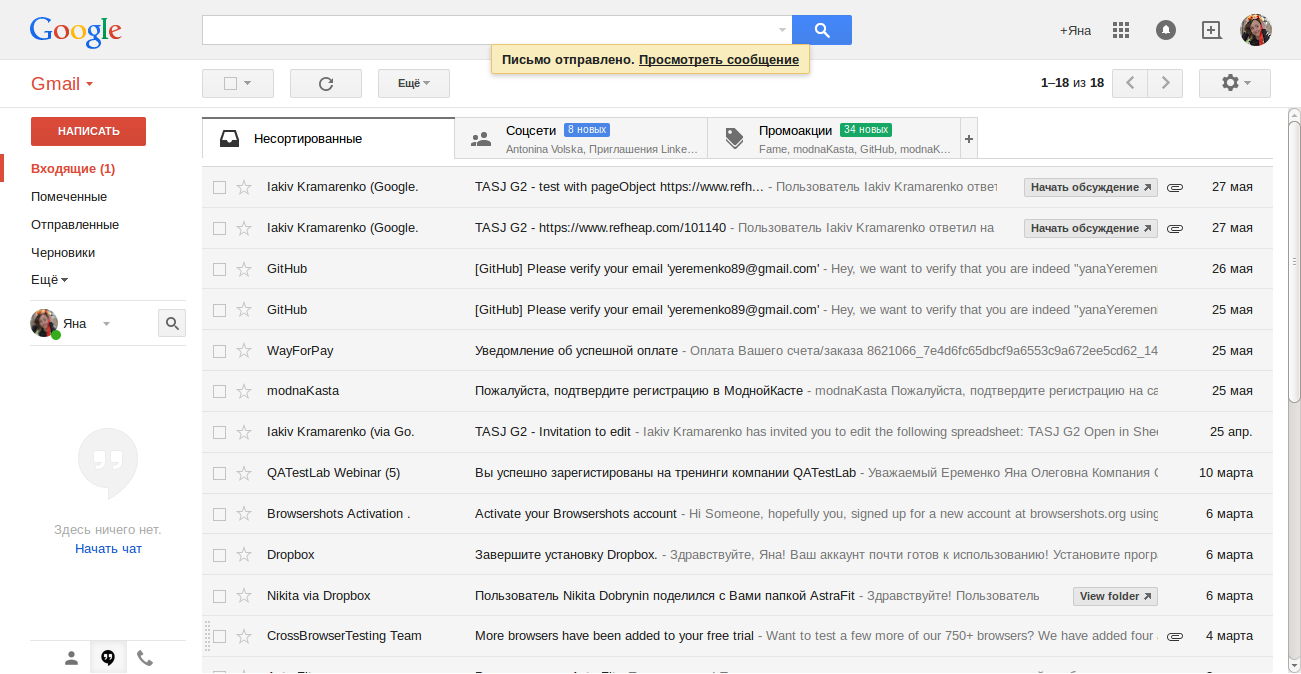 Google
+Яна
Письмо отправлено. Просмотреть сообщение
Gmail
Ещё
1–18 из 18
НАПИСАТЬ
Входящие (1)
Помеченные
Отправленные
Черновики
Ещё
Яна
Здесь ничего нет.
Начать чат
Несортированные
Соцсети 8 новых
Antonina Volska, Приглашения Linke…
Промоакции 34 новых
Fame, modnaKasta, GitHub, modnaK…
+
Iakiv Kramarenko (Google. TASJ G2 - test with pageObject https://www.refh... - Пользователь Iakiv Kramarenko ответ Начать обсуждение 27 мая
Iakiv Kramarenko (Google. TASJ G2 - https://www.refheap.com/101140 - Пользователь Iakiv Kramarenko ответил на Начать обсуждение 27 мая
GitHub [GitHub] Please verify your email 'yeremenko89@gmail.com' - Hey, we want to verify that you are indeed "yanaYeremen 26 мая
GitHub [GitHub] Please verify your email 'yeremenko89@gmail.com' - Hey, we want to verify that you are indeed "yanaYeremen 25 мая
WayForPay Уведомление об успешной оплате - Оплата Вашего счета/заказа 8621066_7e4d6fc65dbcf9a6553c9a672ee5cd62_14 25 мая
modnaKasta Пожалуйста, подтвердите регистрацию в МоднойКасте - modnaKasta Пожалуйста, подтвердите регистрацию на са 25 мая
Iakiv Kramarenko (via Go. TASJ G2 - Invitation to edit - Iakiv Kramarenko has invited you to edit the following spreadsheet: TASJ G2 Open in Shee 25 апр.
QATestLab Webinar (5) Вы успешно зарегистированы на тренинги компании QATestLab - Уважаемый Еременко Яна Олеговна Компания 10 марта
Browsershots Activation . Activate your Browsershots account - Hi Someone, hopefully you, signed up for a new account at browsershots.org using 6 марта
Dropbox Завершите установку Dropbox. - Здравствуйте, Яна! Ваш аккаунт почти готов к использованию! Установите прогр 6 марта
Nikita via Dropbox Пользователь Nikita Dobrynin поделился с Вами папкой AstraFit - Здравствуйте! Пользователь View folder 6 марта
CrossBrowserTesting Team More browsers have been added to your free trial - Want to test a few more of our 750+ browsers? We have added four 4 марта